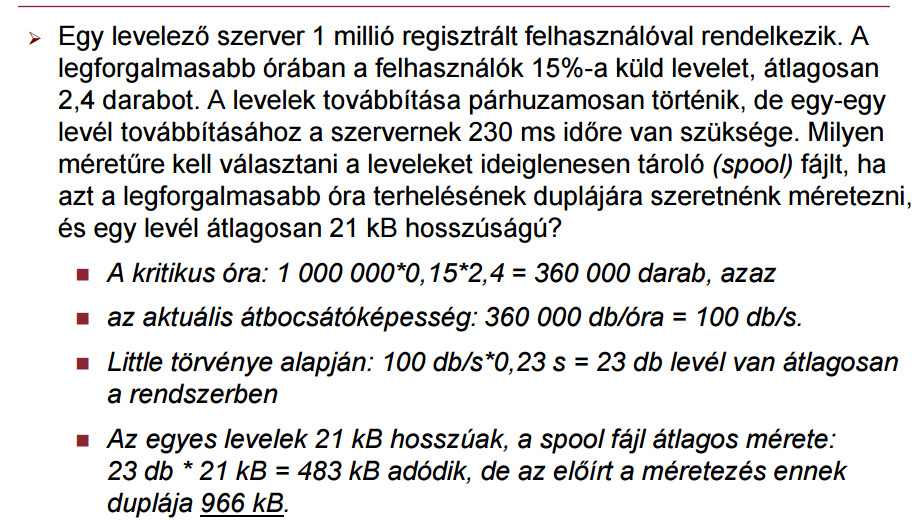 ➢ Egy levelező szerver 1 millió regisztrált felhasználóval rendelkezik. A
legforgalmasabb órában a felhasználók 15%-a küld levelet, átlagosan
2,4 darabot. A levelek továbbítása párhuzamosan történik, de egy-egy
levél továbbításához a szervernek 230 ms időre van szüksége. Milyen
méretűre kell választani a leveleket ideiglenesen tároló (spool) fájlt, ha
azt a legforgalmasabb óra terhelésének duplájára szeretnénk méretezni,
és egy levél átlagosan 21 kB hosszúságú?
■ A kritikus óra: 1 000 000*0,15*2,4 = 360 000 darab, azaz
■ az aktuális átbocsátóképesség: 360 000 db/óra = 100 db/s.
■ Little törvénye alapján: 100 db/s*0,23 s = 23 db levél van átlagosan
a rendszerben
■ Az egyes levelek 21 kB hosszúak, a spool fájl átlagos mérete:
23 db * 21 kB = 483 kB adódik, de az előírt a méretezés ennek
duplája 966 kB.